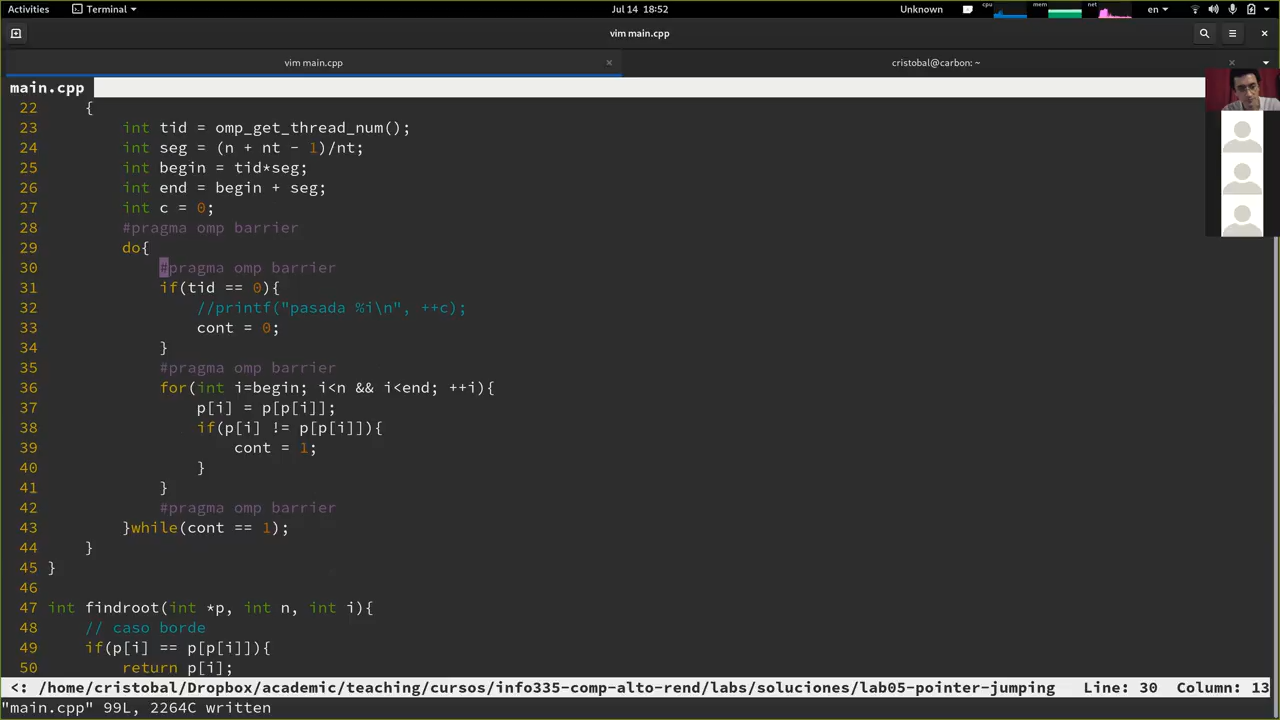 Activities Terminal Jul 14 18:52 Unknown cpu mem net en
vim main.cpp
vim main.cpp × cristobal@carbon: ~ ×
main.cpp
22 {
23 int tid = omp_get_thread_num();
24 int seg = (n + nt - 1)/nt;
25 int begin = tid*seg;
26 int end = begin + seg;
27 int c = 0;
28 #pragma omp barrier
29 do{
30 #pragma omp barrier
31 if(tid == 0){
32 //printf("pasada %i\n", ++c);
33 cont = 0;
34 }
35 #pragma omp barrier
36 for(int i=begin; i<n && i<end; ++i){
37 p[i] = p[p[i]];
38 if(p[i] != p[p[i]]){
39 cont = 1;
40 }
41 }
42 #pragma omp barrier
43 }while(cont == 1);
44 }
45 }
46
47 int findroot(int *p, int n, int i){
48 // caso borde
49 if(p[i] == p[p[i]]){
50 return p[i];
<: /home/cristobal/Dropbox/academic/teaching/cursos/info335-comp-alto-rend/labs/soluciones/lab05-pointer-jumping Line: 30 Column: 13
"main.cpp" 99L, 2264C written